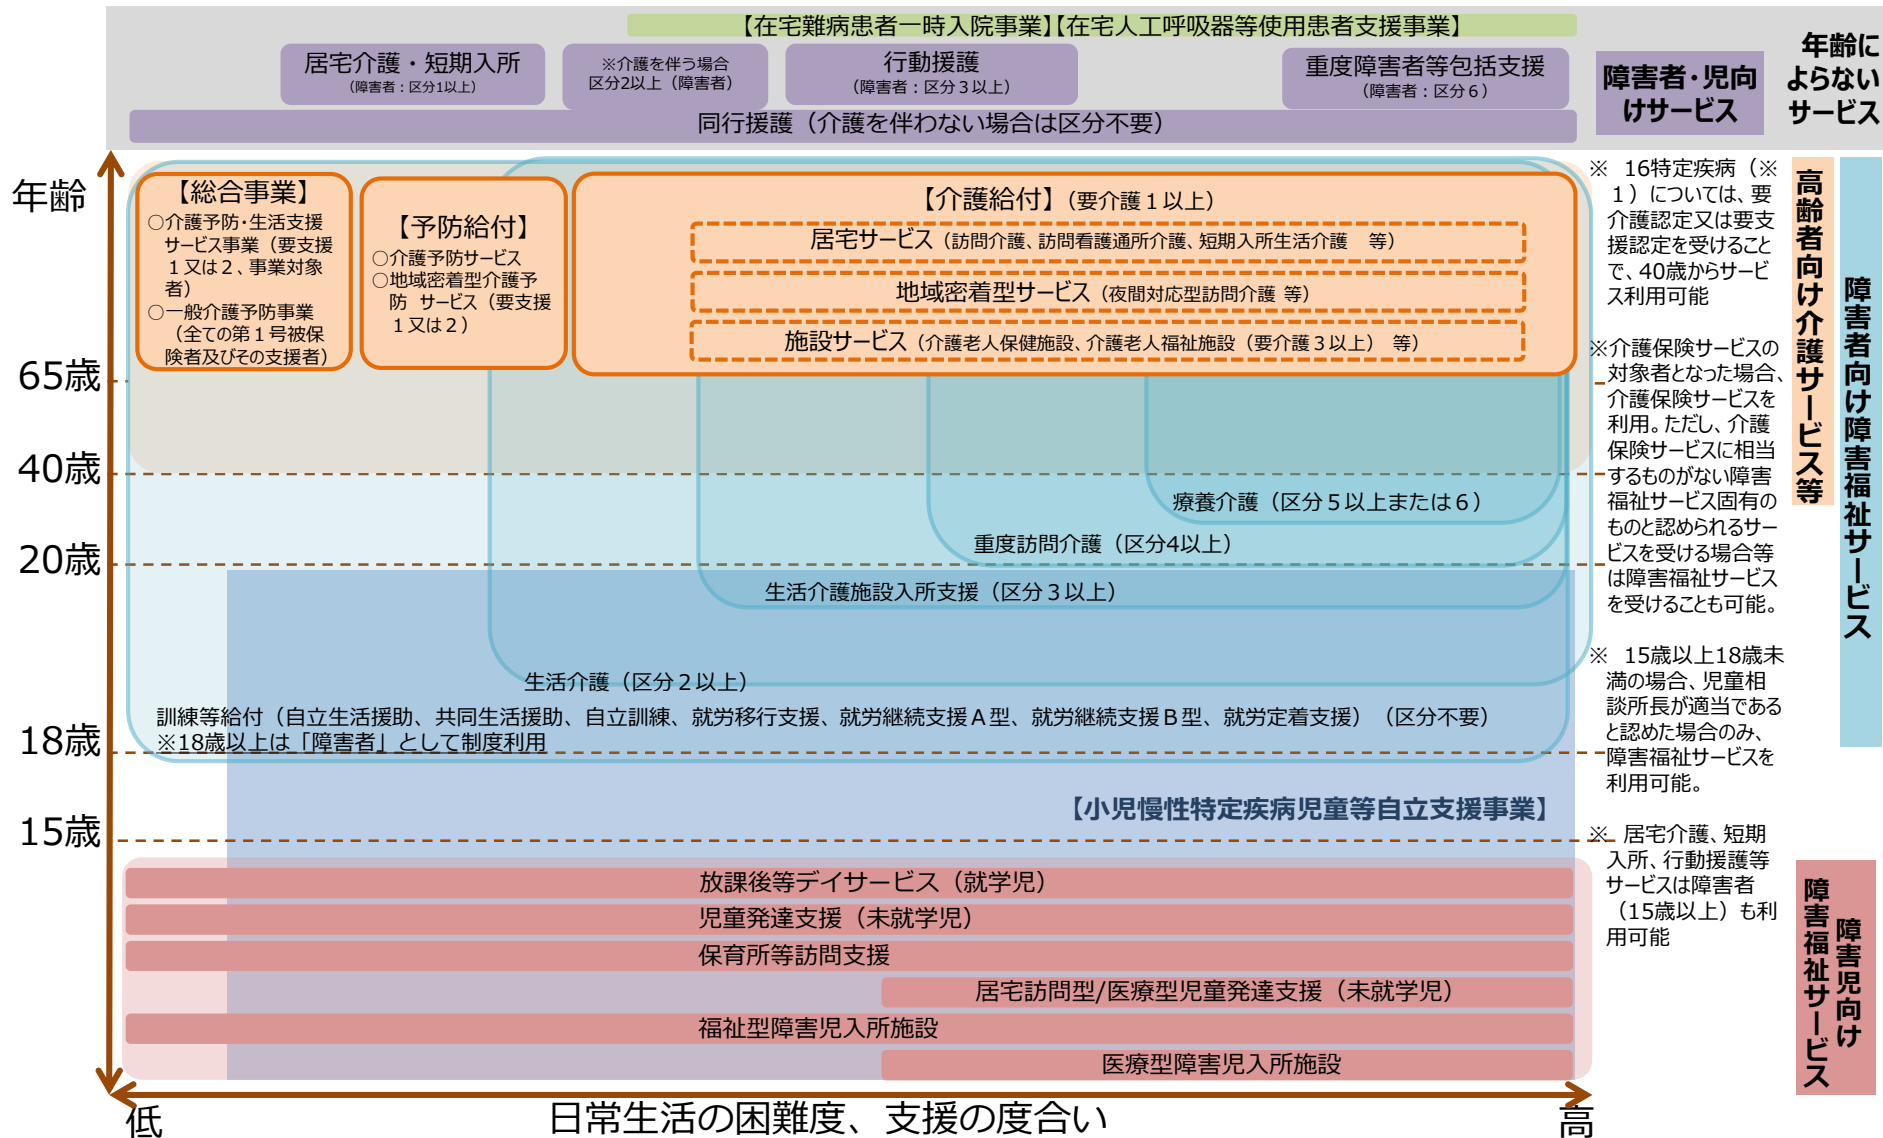 【在宅難病患者一時入院事業】【在宅人工呼吸器等使用患者支援事業】
居宅介護・短期入所
（障害者：区分1以上）
※介護を伴う場合
区分2以上（障害者）
行動援護
（障害者：区分３以上）
重度障害者等包括支援
（障害者：区分６）
同行援護（介護を伴わない場合は区分不要）
障害者・児向
けサービス
年齢に
よらない
サービス
年齢
65歳
40歳
20歳
18歳
15歳
【総合事業】
○介護予防・生活支援
サービス事業（要支援
１又は２、事業対象
者）
○一般介護予防事業
（全ての第１号被保
険者及びその支援者）
【予防給付】
○介護予防サービス
○地域密着型介護予
防 サービス（要支援
１又は２）
【介護給付】（要介護１以上）
居宅サービス（訪問介護、訪問看護通所介護、短期入所生活介護　等）
地域密着型サービス（夜間対応型訪問介護 等）
施設サービス（介護老人保健施設、介護老人福祉施設（要介護３以上）　等）
療養介護（区分５以上または６）
重度訪問介護（区分4以上）
生活介護施設入所支援（区分３以上）
生活介護（区分２以上）
訓練等給付（自立生活援助、共同生活援助、自立訓練、就労移行支援、就労継続支援Ａ型、就労継続支援Ｂ型、就労定着支援）（区分不要）
※18歳以上は「障害者」として制度利用
【小児慢性特定疾病児童等自立支援事業】
放課後等デイサービス（就学児）
児童発達支援（未就学児）
保育所等訪問支援
居宅訪問型/医療型児童発達支援（未就学児）
福祉型障害児入所施設
医療型障害児入所施設
※　16特定疾病（※
１）については、要
介護認定又は要支
援認定を受けること
で、40歳からサービ
ス利用可能
※介護保険サービスの
対象者となった場合、
介護保険サービスを
利用。ただし、介護
保険サービスに相当
するものがない障害
福祉サービス固有の
ものと認められるサー
ビスを受ける場合等
は障害福祉サービス
を受けることも可能。
※　15歳以上18歳未
満の場合、児童相
談所長が適当である
と認めた場合のみ、
障害福祉サービスを
利用可能。
※　居宅介護、短期
入所、行動援護等
サービスは障害者
（15歳以上）も利
用可能
高齢者向け介護サービス等
障害者向け障害福祉サービス
障害児向け
障害福祉サービス
低
日常生活の困難度、支援の度合い
高